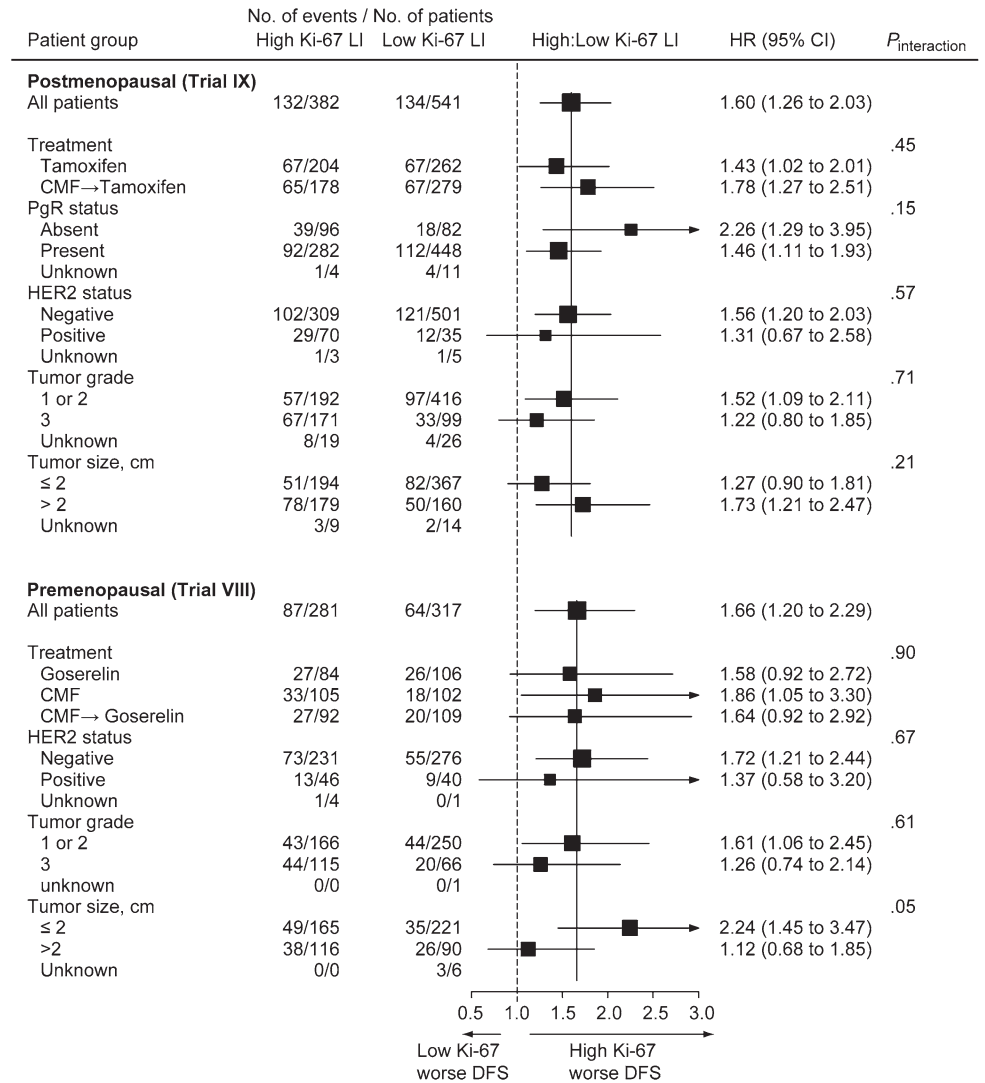 No. of events / No. of patients
Patient group High Ki-67 LI Low Ki-67 LI High:Low Ki-67 LI HR (95% CI) Pinteraction
Postmenopausal (Trial IX)
All patients 132/382 134/541 1.60 (1.26 to 2.03)
Treatment .45
Tamoxifen 67/204 67/262 1.43 (1.02 to 2.01)
CMF→Tamoxifen 65/178 67/279 1.78 (1.27 to 2.51)
PgR status .15
Absent 39/96 18/82 2.26 (1.29 to 3.95)
Present 92/282 112/448 1.46 (1.11 to 1.93)
Unknown 1/4 4/11
HER2 status .57
Negative 102/309 121/501 1.56 (1.20 to 2.03)
Positive 29/70 12/35 1.31 (0.67 to 2.58)
Unknown 1/3 1/5
Tumor grade .71
1 or 2 57/192 97/416 1.52 (1.09 to 2.11)
3 67/171 33/99 1.22 (0.80 to 1.85)
Unknown 8/19 4/26
Tumor size, cm .21
≤ 2 51/194 82/367 1.27 (0.90 to 1.81)
> 2 78/179 50/160 1.73 (1.21 to 2.47)
Unknown 3/9 2/14
Premenopausal (Trial VIII)
All patients 87/281 64/317 1.66 (1.20 to 2.29)
Treatment .90
Goserelin 27/84 26/106 1.58 (0.92 to 2.72)
CMF 33/105 18/102 1.86 (1.05 to 3.30)
CMF→ Goserelin 27/92 20/109 1.64 (0.92 to 2.92)
HER2 status .67
Negative 73/231 55/276 1.72 (1.21 to 2.44)
Positive 13/46 9/40 1.37 (0.58 to 3.20)
Unknown 1/4 0/1
Tumor grade .61
1 or 2 43/166 44/250 1.61 (1.06 to 2.45)
3 44/115 20/66 1.26 (0.74 to 2.14)
unknown 0/0 0/1
Tumor size, cm .05
≤ 2 49/165 35/221 2.24 (1.45 to 3.47)
>2 38/116 26/90 1.12 (0.68 to 1.85)
Unknown 0/0 3/6
0.5 1.0 1.5 2.0 2.5 3.0
Low Ki-67 High Ki-67
worse DFS worse DFS